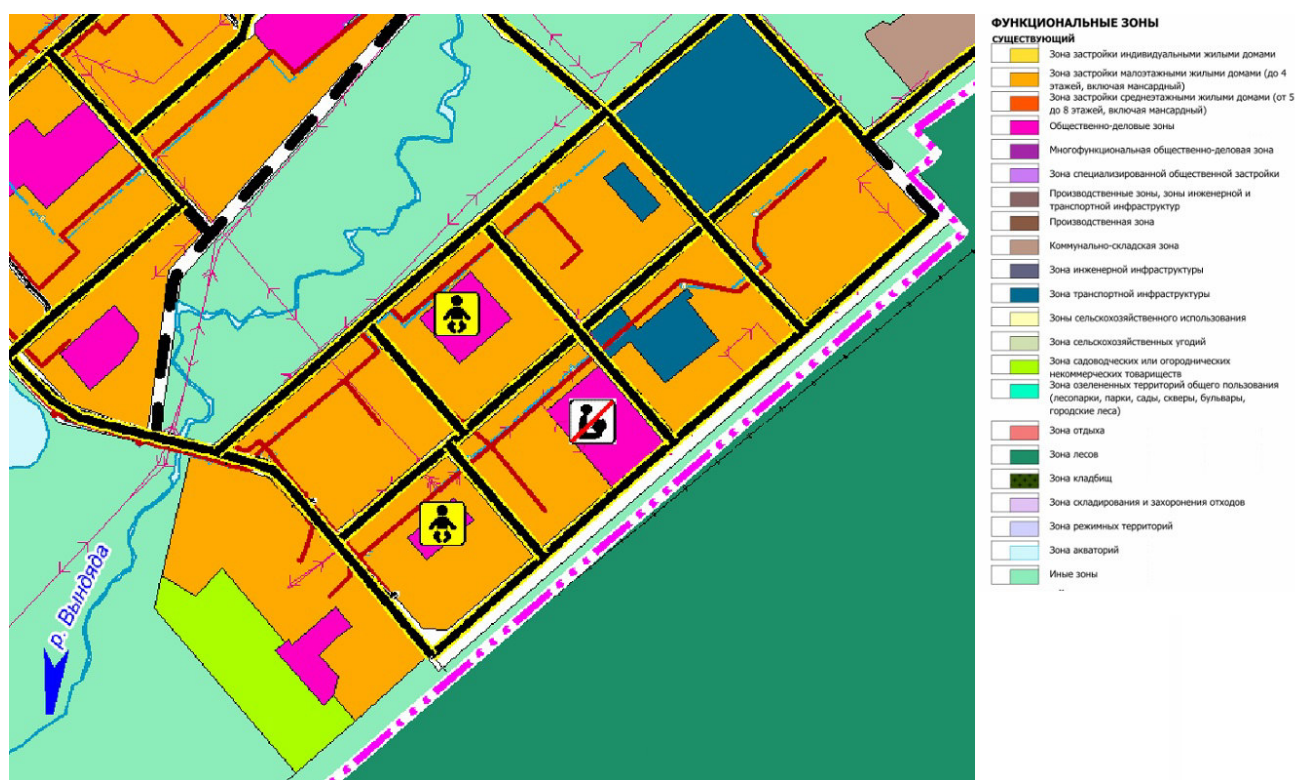 р. Вындяда
ФУНКЦИОНАЛЬНЫЕ ЗОНЫ
СУЩЕСТВУЮЩИЙ
Зона застройки индивидуальными жилыми домами
Зона застройки малоэтажными жилыми домами (до 4
этажей, включая мансардный)
Зона застройки среднеэтажными жилыми домами (от 5
до 8 этажей, включая мансардный)
Общественно-деловые зоны
Многофункциональная общественно-деловая зона
Зона специализированной общественной застройки
Производственные зоны, зоны инженерной и
транспортной инфраструктур
Производственная зона
Коммунально-складская зона
Зона инженерной инфраструктуры
Зона транспортной инфраструктуры
Зоны сельскохозяйственного использования
Зона сельскохозяйственных угодий
Зона садоводческих или огороднических
некоммерческих товариществ
Зона озелененных территорий общего пользования
(лесопарки, парки, сады, скверы, бульвары,
городские леса)
Зона отдыха
Зона лесов
Зона кладбищ
Зона складирования и захоронения отходов
Зона режимных территорий
Зона акваторий
Иные зоны